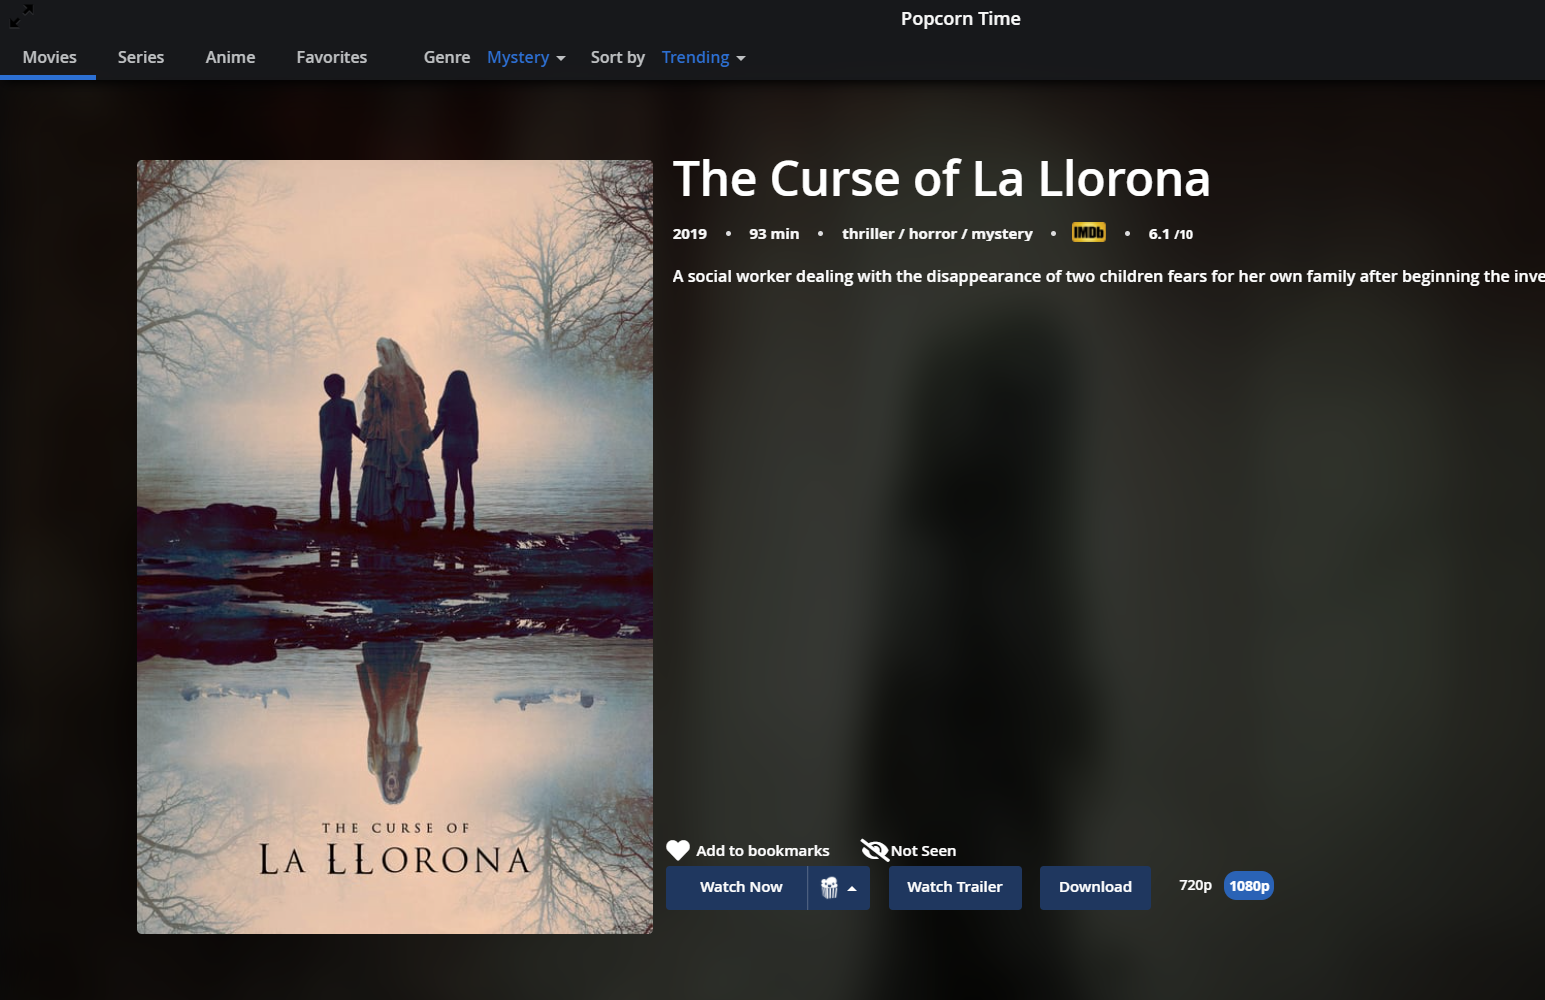 Popcorn Time
Movies Series Anime Favorites Genre Mystery Sort by Trending
The Curse of La Llorona
2019 • 93 min • thriller / horror / mystery • IMDb • 6.1 /10
A social worker dealing with the disappearance of two children fears for her own family after beginning the inve
THE CURSE OF
LA LLORONA
Add to bookmarks Not Seen
Watch Now Watch Trailer Download 720p 1080p